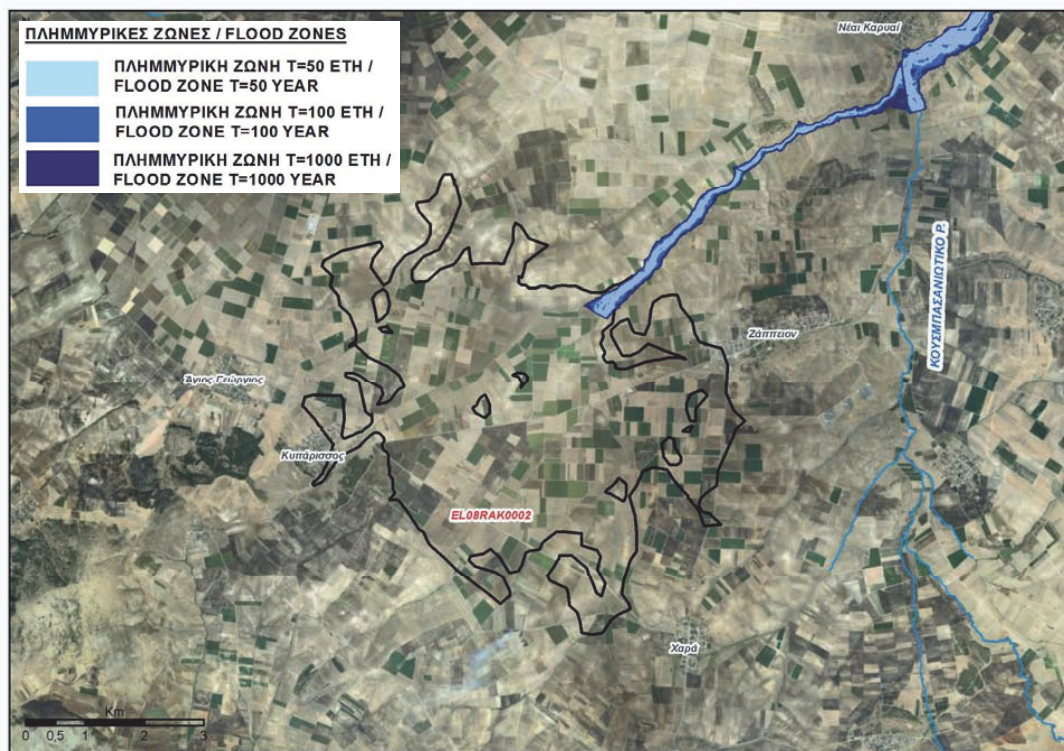 ΠΛΗΜΜΥΡΙΚΕΣ ΖΩΝΕΣ / FLOOD ZONES
ΠΛΗΜΜΥΡΙΚΗ ΖΩΝΗ Τ=50 ΕΤΗ /
FLOOD ZONE T=50 YEAR
ΠΛΗΜΜΥΡΙΚΗ ΖΩΝΗ Τ=100 ΕΤΗ /
FLOOD ZONE T=100 YEAR
ΠΛΗΜΜΥΡΙΚΗ ΖΩΝΗ Τ=1000 ΕΤΗ /
FLOOD ZONE T=1000 YEAR
Νέαι Καρυαί
ΚΟΥΣΜΠΑΣΑΝΙΩΤΙΚΟ Ρ.
Ζάππειον
Άγιος Γεώργιος
Κυπάρισσος
EL08RAK0002
Χαρά
Km
0 0,5 1 2 3